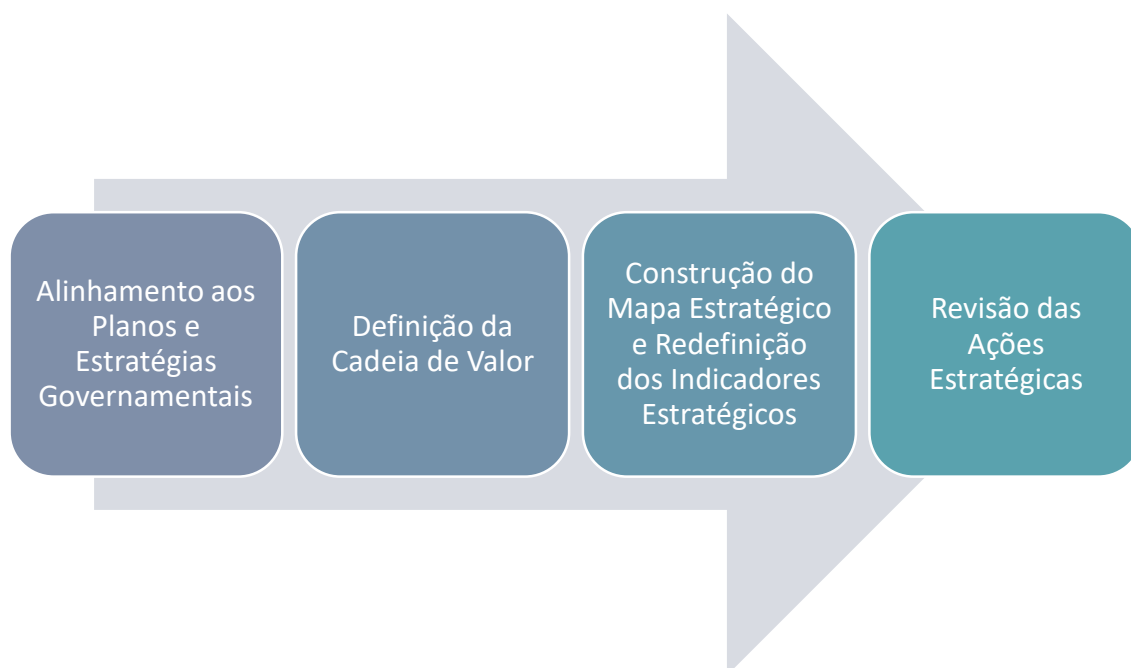 Alinhamento aos
Planos e
Estratégias
Governamentais
Definição da
Cadeia de Valor
Construção do
Mapa Estratégico
e Redefinição
dos Indicadores
Estratégicos
Revisão das
Ações
Estratégicas